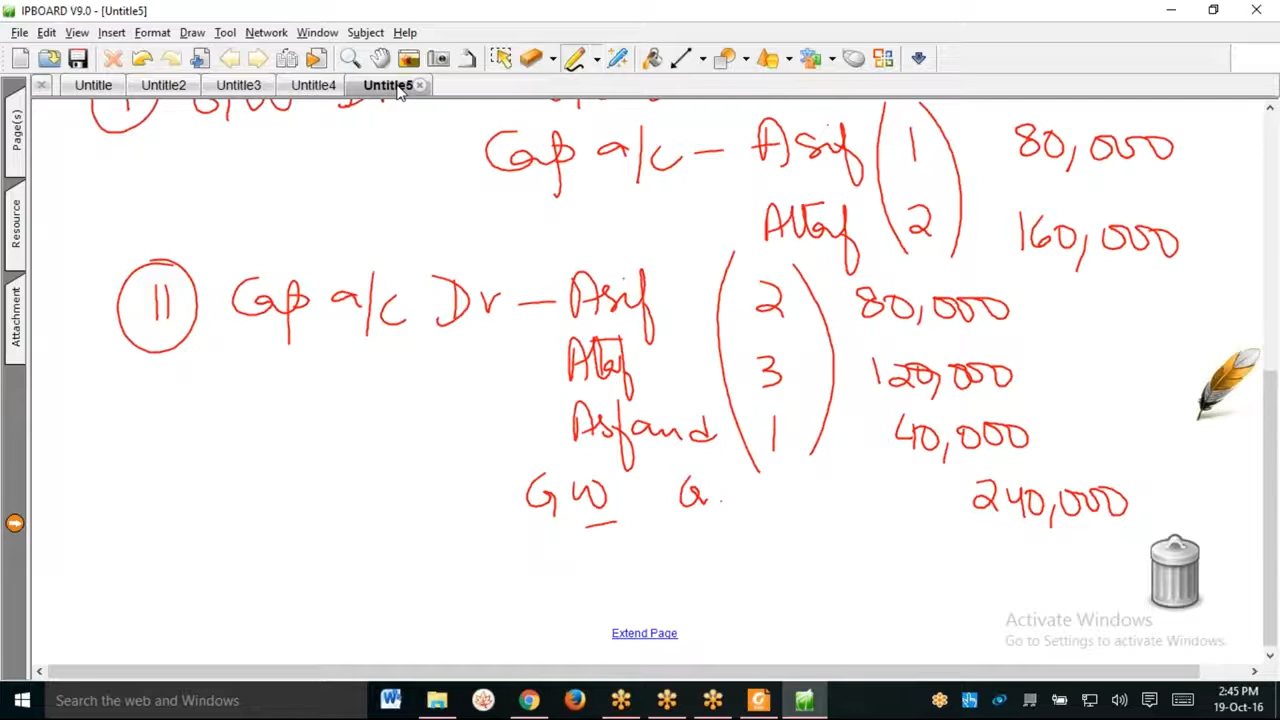 IPBOARD V9.0 - [Untitle5]
File Edit View Insert Format Draw Tool Network Window Subject Help
Untitle Untitle2 Untitle3 Untitle4 Untitle5
Page(s)
Resource
Attachment
Cap a/c - Asif 1 80,000
Altaf 2 160,000
II Cap a/c Dr - Asif 2 80,000
Altaf 3 120,000
Asfand 1 40,000
GW a. 240,000
Extend Page
Activate Windows
Go to Settings to activate Windows.
Search the web and Windows
2:45 PM
19-Oct-16